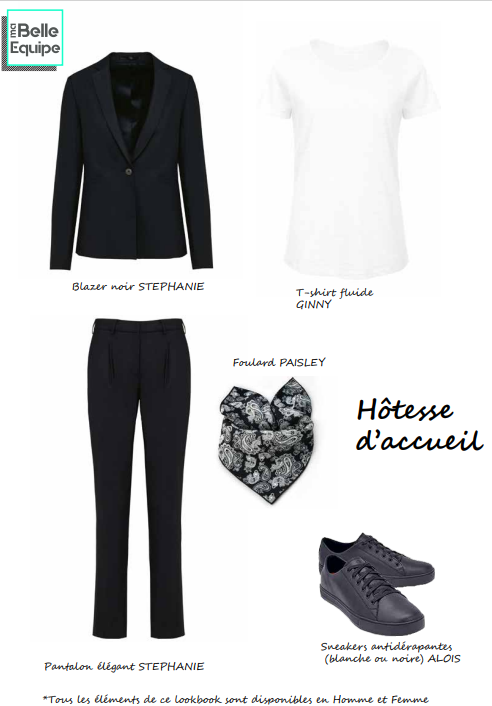 ma
Belle
Equipe
Blazer noir STEPHANIE
T-shirt fluide
GINNY
Foulard PAISLEY
Hôtesse
d'accueil
Sneakers antidérapantes
(blanche ou noire) ALOIS
Pantalon élégant STEPHANIE
*Tous les éléments de ce lookbook sont disponibles en Homme et Femme